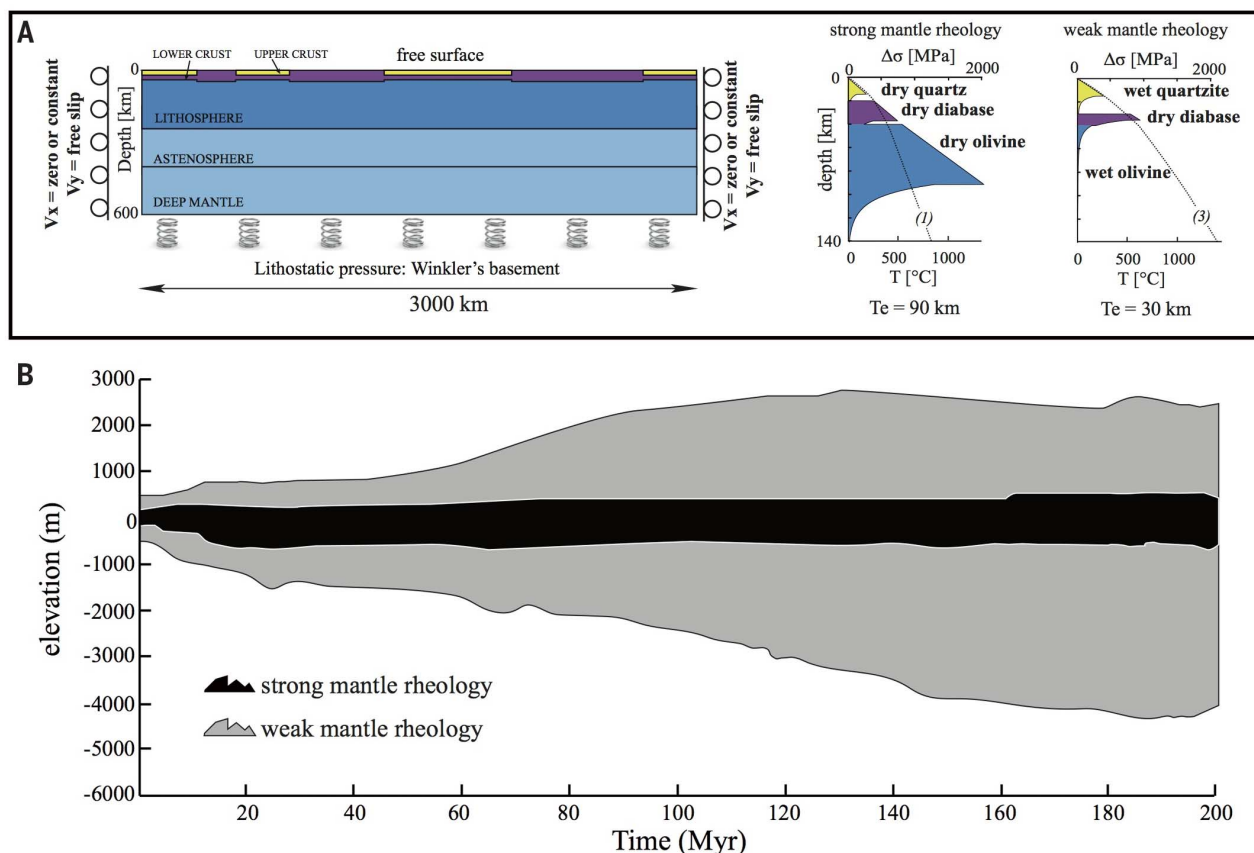 A
LOWER CRUST
UPPER CRUST
free surface
0
Depth [km]
600
Vx = zero or constant
Vy = free slip
LITHOSPHERE
ASTENOSPHERE
DEEP MANTLE
Vx = zero or constant
Vy = free slip
Lithostatic pressure: Winkler's basement
3000 km
strong mantle rheology
Δσ [MPa]
0 2000
0
dry quartz
dry diabase
dry olivine
depth [km]
(1)
140
0 500 1000
T [°C]
Te = 90 km
weak mantle rheology
Δσ [MPa]
0 2000
wet quartzite
dry diabase
wet olivine
(3)
0 500 1000
T [°C]
Te = 30 km
B
elevation (m)
3000
2000
1000
0
-1000
-2000
-3000
-4000
-5000
-6000
strong mantle rheology
weak mantle rheology
20 40 60 80 100 120 140 160 180 200
Time (Myr)